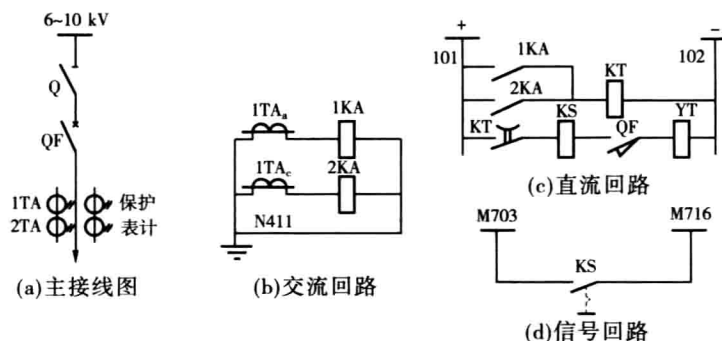 6~10 kV
Q
QF
1TA
保护
2TA
表计
(a)主接线图
1TAa
1KA
1TAc
2KA
N411
(b)交流回路
+
−
101
1KA
102
2KA
KT
KT
KS
QF
YT
(c)直流回路
M703
M716
KS
(d)信号回路